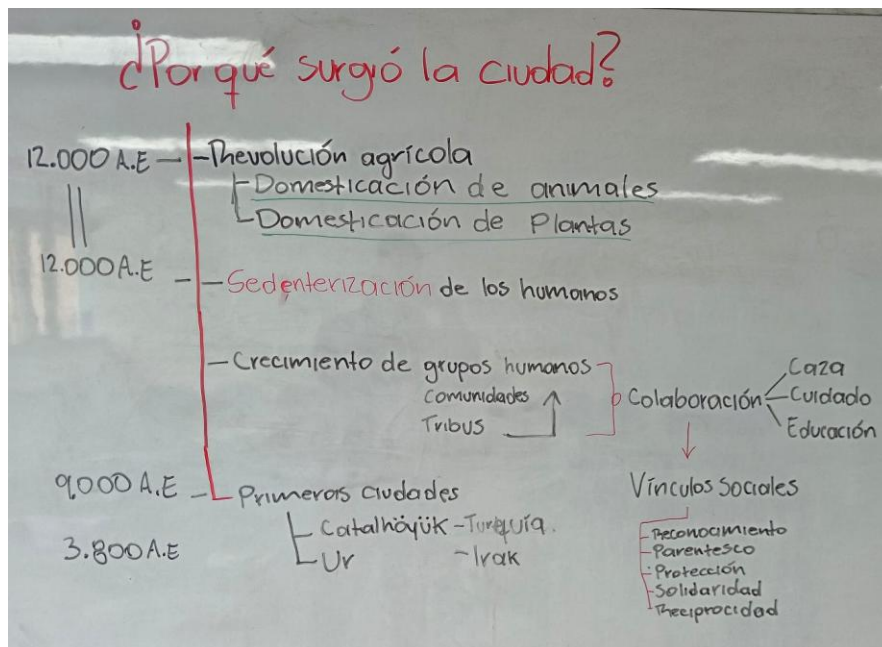 ¿Por qué surgió la ciudad?
12.000 A.E - - Revolución agrícola
- Domesticación de animales
- Domesticación de Plantas
12.000 A.E - - Sedenterización de los humanos
- Crecimiento de grupos humanos
Comunidades
Tribus
Colaboración
Caza
Cuidado
Educación
Vínculos Sociales
- Reconocimiento
- Parentesco
- Protección
- Solidaridad
- Reciprocidad
9.000 A.E - Primeras ciudades
Catalhöyük - Turquía.
3.800 A.E
Ur - Irak